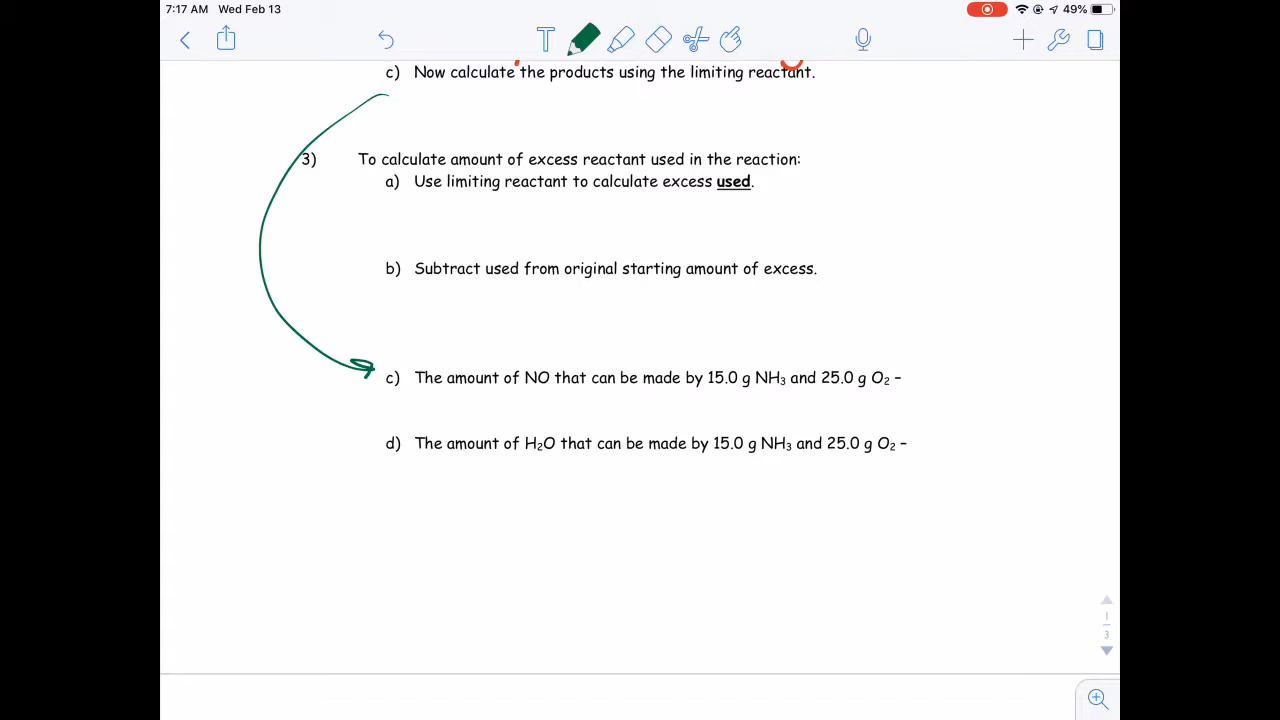 7:17 AM Wed Feb 13
49%
T
c) Now calculate the products using the limiting reactant.
3) To calculate amount of excess reactant used in the reaction:
a) Use limiting reactant to calculate excess used.
b) Subtract used from original starting amount of excess.
c) The amount of NO that can be made by 15.0 g NH₃ and 25.0 g O₂ –
d) The amount of H₂O that can be made by 15.0 g NH₃ and 25.0 g O₂ –
1
3